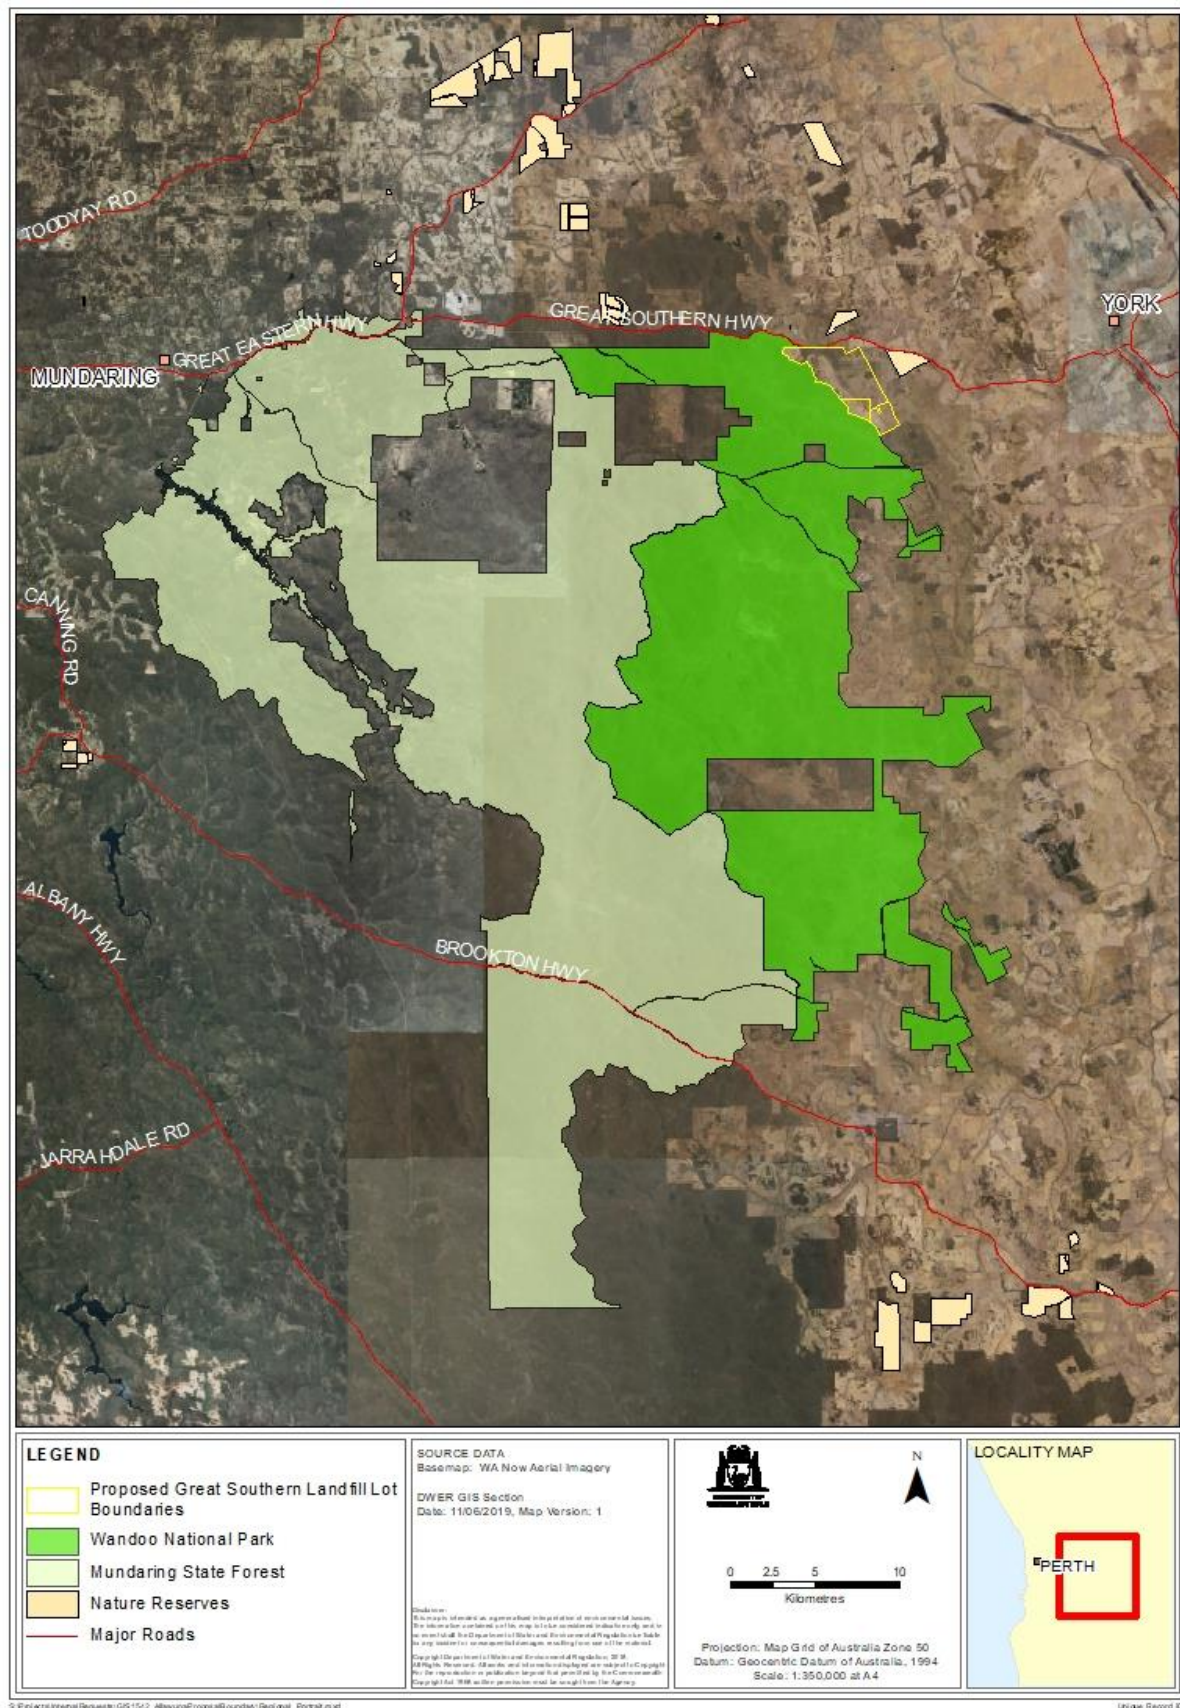 TOODYAY RD
GREAT SOUTHERN HWY
YORK
GREAT EASTERN HWY
MUNDARING
CANNING RD
ALBANY HWY
BROOKTON HWY
JARRAHDALE RD
LEGEND
Proposed Great Southern Landfill Lot
Boundaries
Wandoo National Park
Mundaring State Forest
Nature Reserves
Major Roads
SOURCE DATA
Basemap: WA Now Aerial Imagery
DWER GIS Section
Date: 11/06/2019, Map Version: 1
Disclaimer:
N
0 2.5 5 10
Kilometres
Projection: Map Grid of Australia Zone 50
Datum: Geocentric Datum of Australia, 1994
Scale: 1:350,000 at A4
LOCALITY MAP
PERTH